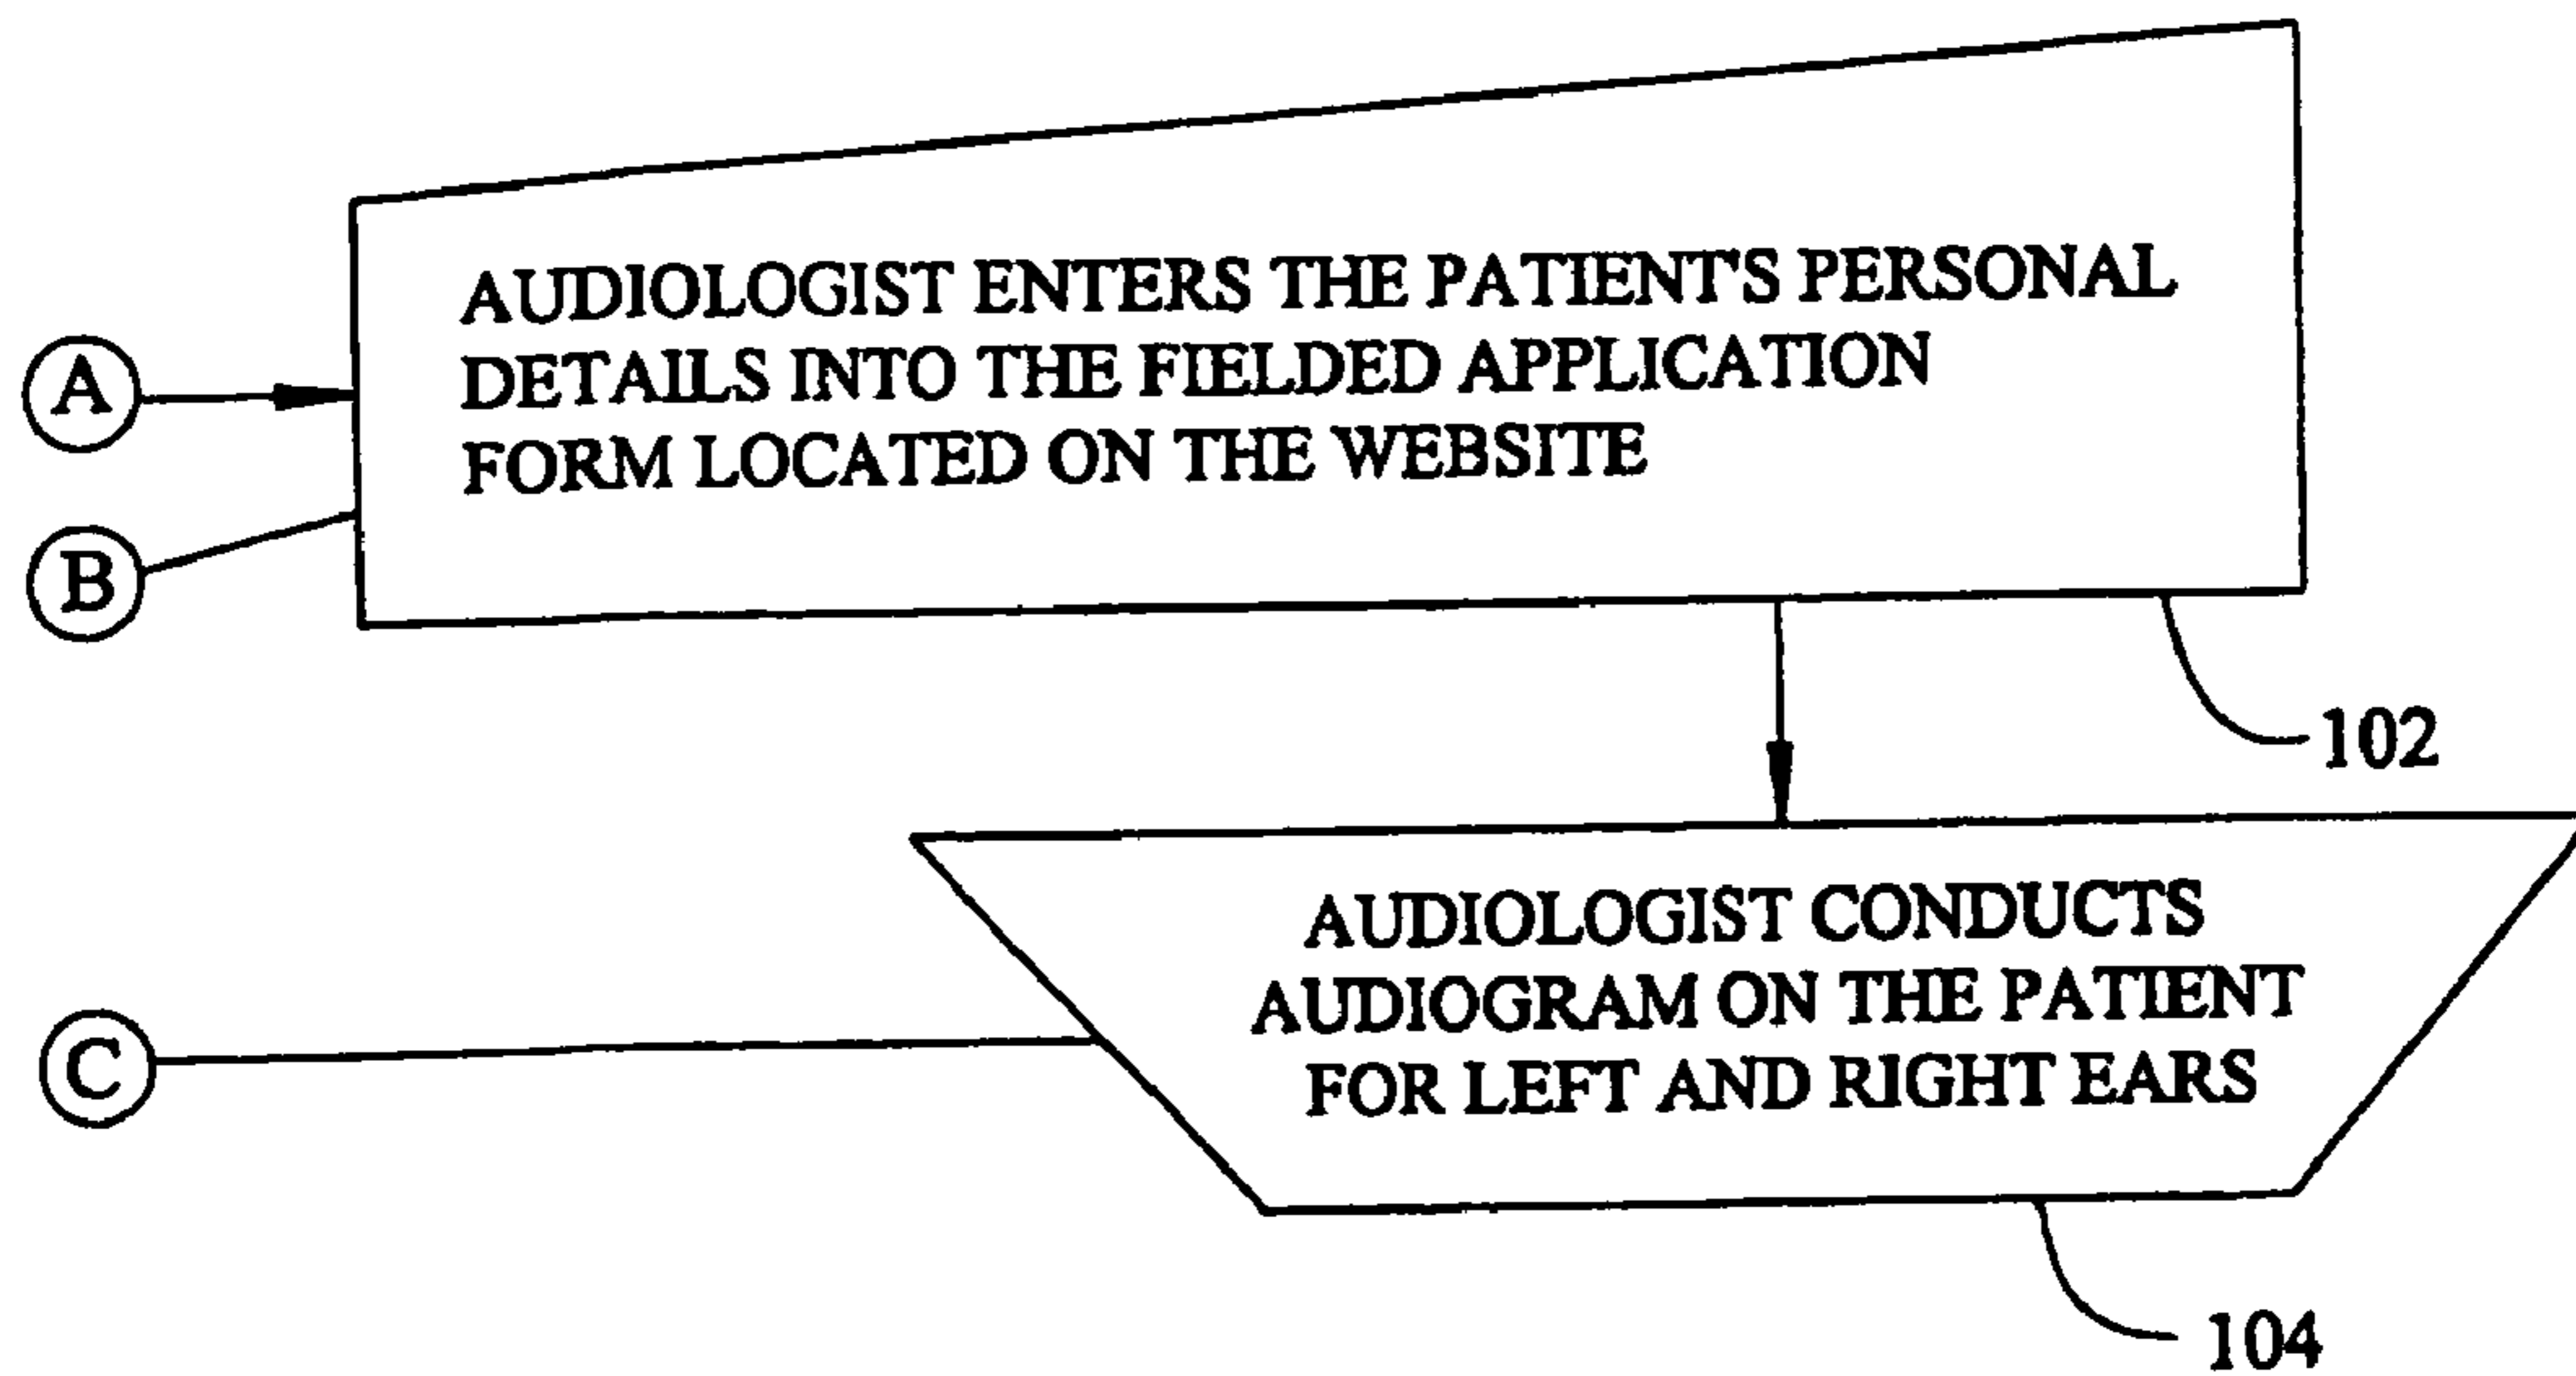 AUDIOLOGIST ENTERS THE PATIENT'S PERSONAL
DETAILS INTO THE FIELDED APPLICATION
FORM LOCATED ON THE WEBSITE
A
B
102
AUDIOLOGIST CONDUCTS
AUDIOGRAM ON THE PATIENT
FOR LEFT AND RIGHT EARS
C
104